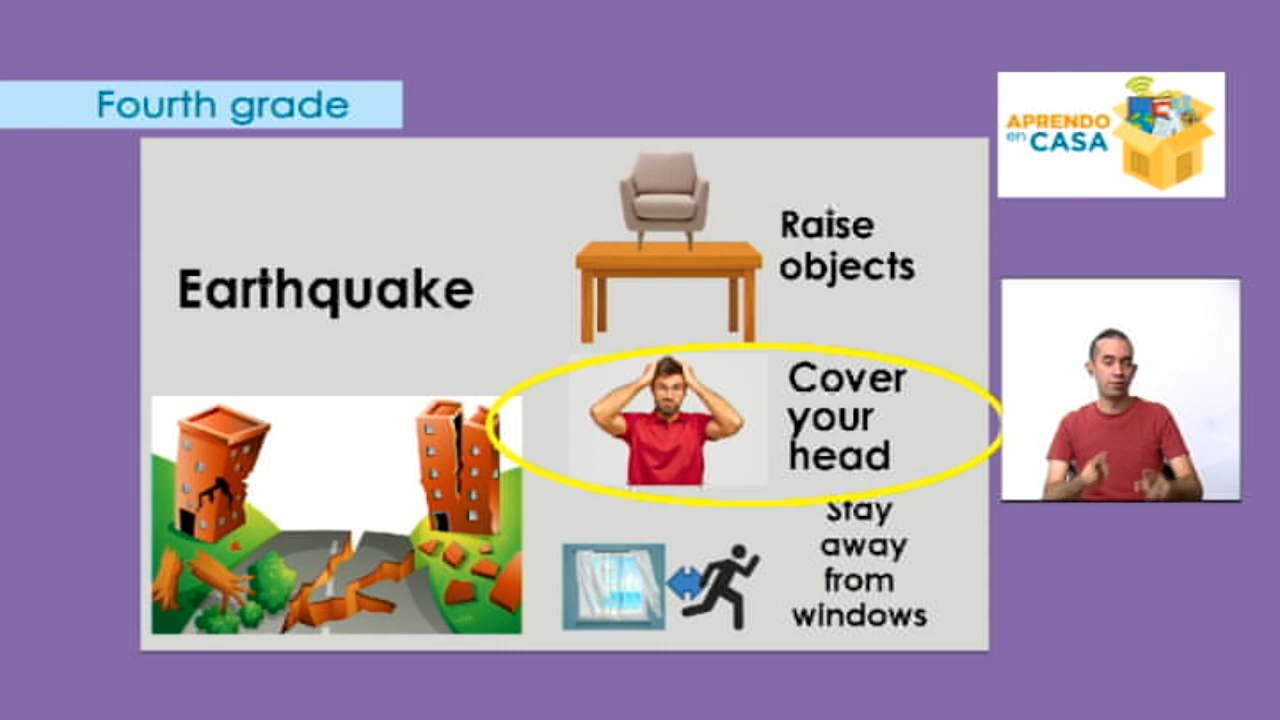 Fourth grade
APRENDO
en CASA
Earthquake
Raise
objects
Cover
your
head
Stay
away
from
windows